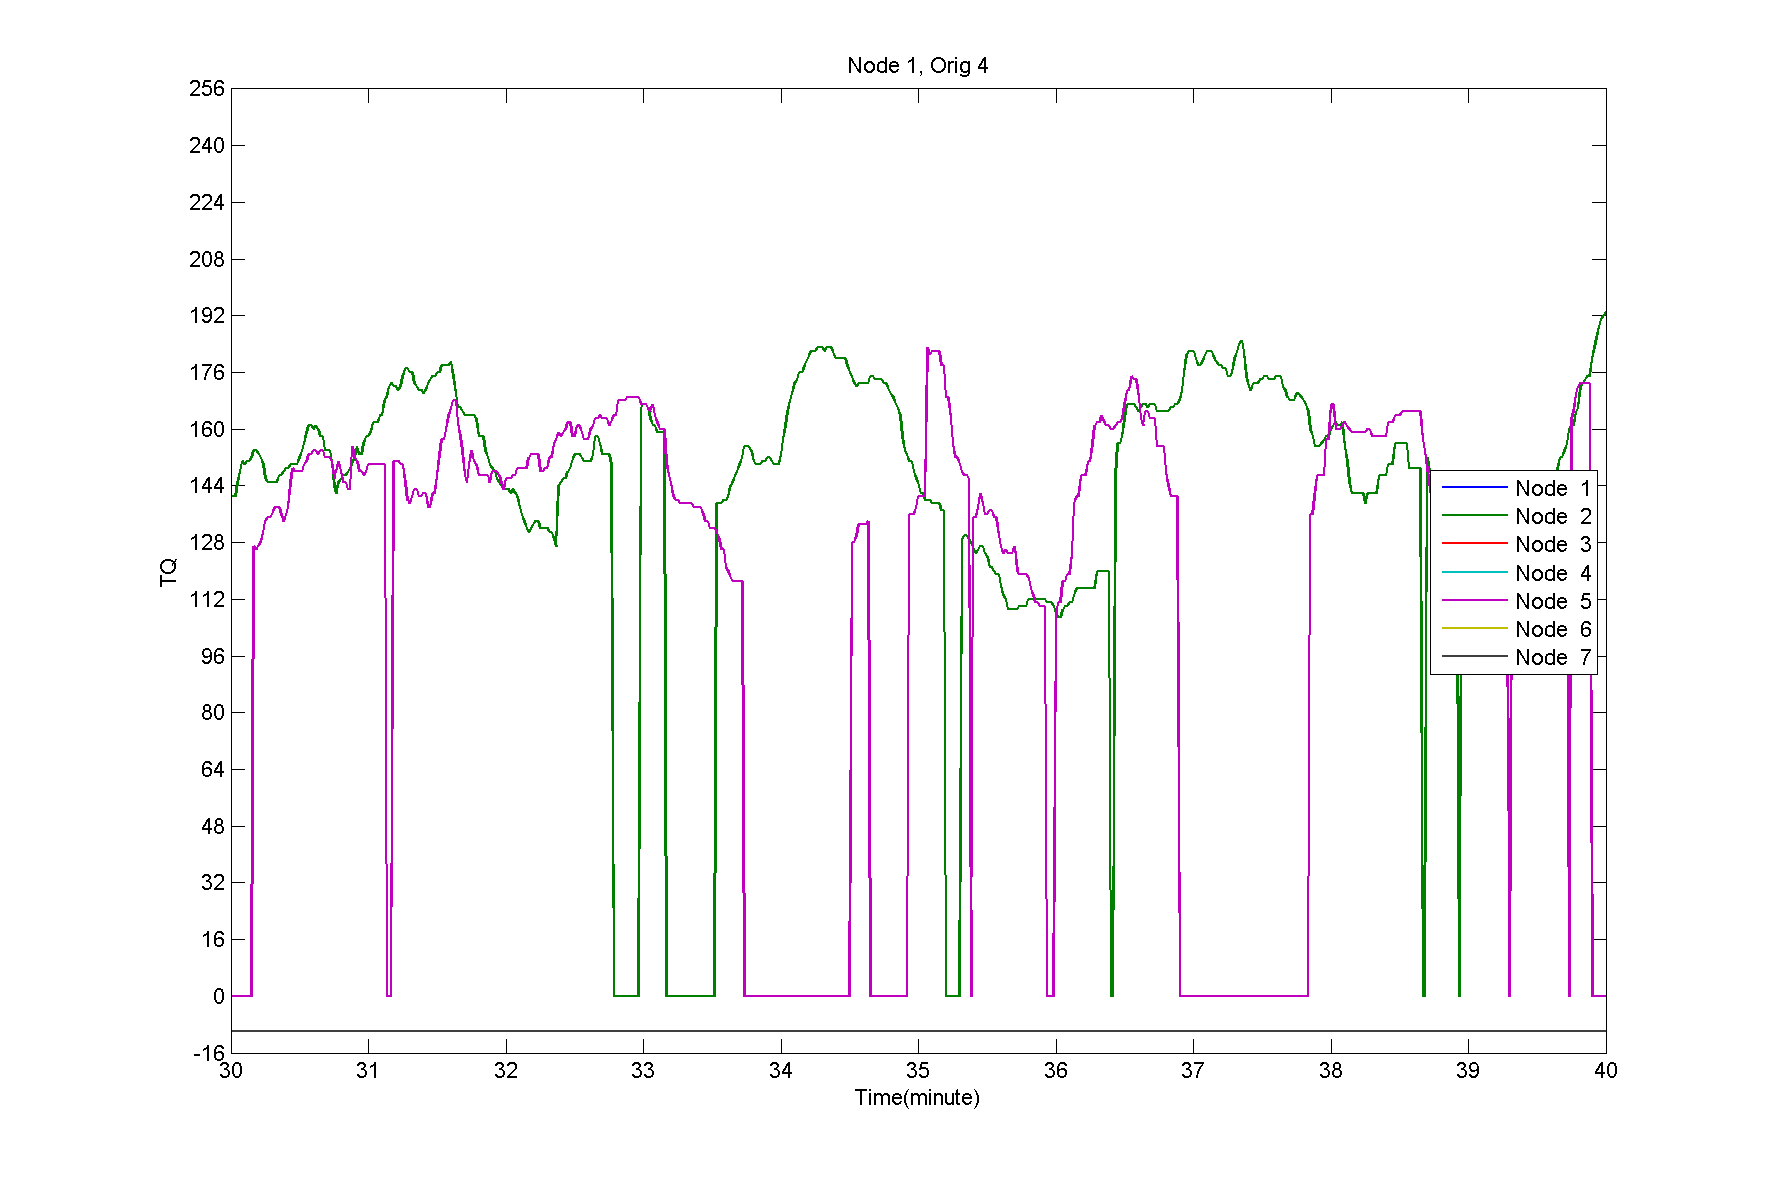 Node 1, Orig 4
256
240
224
208
192
176
160
144
128
112
96
80
64
48
32
16
0
-16
TQ
30 31 32 33 34 35 36 37 38 39 40
Time(minute)
Node 1
Node 2
Node 3
Node 4
Node 5
Node 6
Node 7